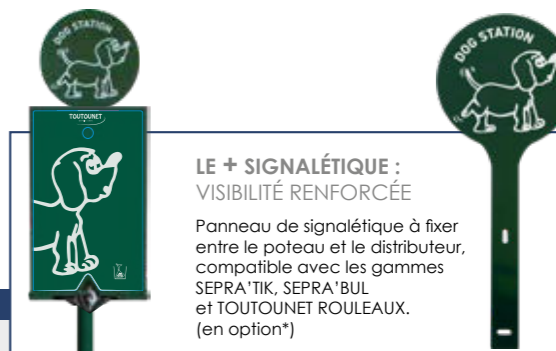 DOG STATION
TOUTOUNET
LE + SIGNALÉTIQUE :
VISIBILITÉ RENFORCÉE
Panneau de signalétique à fixer
entre le poteau et le distributeur,
compatible avec les gammes
SEPRA'TIK, SEPRA'BUL
et TOUTOUNET ROULEAUX.
(en option*)
DOG STATION